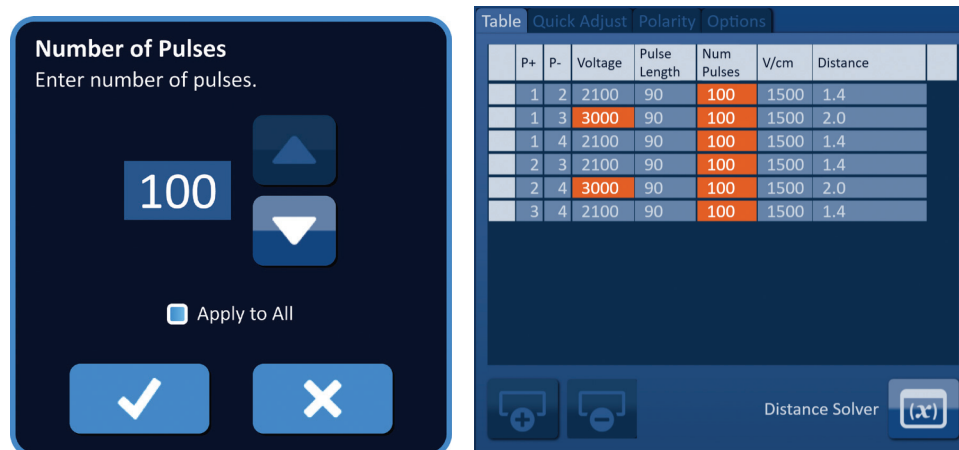 Number of Pulses
Enter number of pulses.
100
Apply to All
Table Quick Adjust Polarity Options
P+ P- Voltage Pulse Length Num Pulses V/cm Distance
1 2 2100 90 100 1500 1.4
1 3 3000 90 100 1500 2.0
1 4 2100 90 100 1500 1.4
2 3 2100 90 100 1500 1.4
2 4 3000 90 100 1500 2.0
3 4 2100 90 100 1500 1.4
Distance Solver (x)